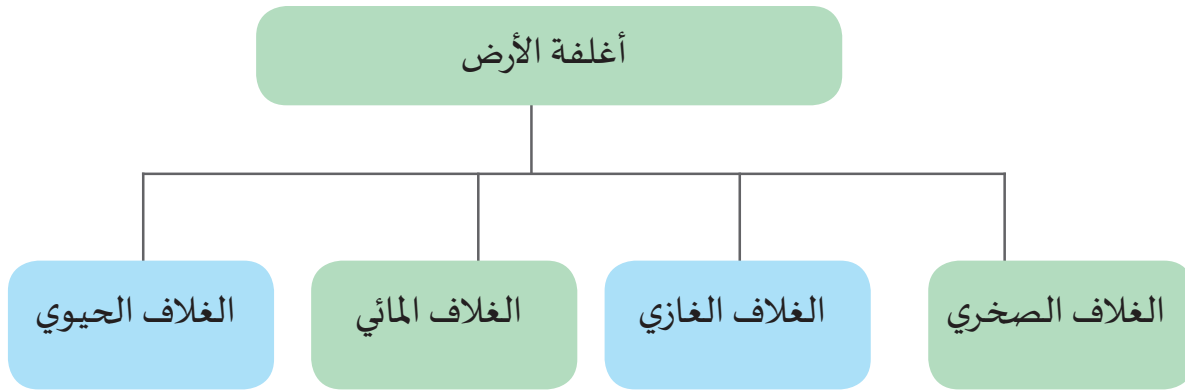 أغلفة الأرض
الغلاف الصخري
الغلاف الغازي
الغلاف المائي
الغلاف الحيوي